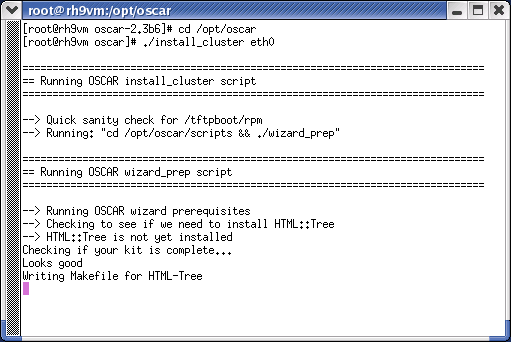 root@rh9vm:/opt/oscar
[root@rh9vm oscar-2.3b6]# cd /opt/oscar
[root@rh9vm oscar]# ./install_cluster eth0
=============================================================================
== Running OSCAR install_cluster script
=============================================================================
--> Quick sanity check for /tftpboot/rpm
--> Running: "cd /opt/oscar/scripts && ./wizard_prep"
=============================================================================
== Running OSCAR wizard_prep script
=============================================================================
--> Running OSCAR wizard prerequisites
--> Checking to see if we need to install HTML::Tree
--> HTML::Tree is not yet installed
Checking if your kit is complete...
Looks good
Writing Makefile for HTML-Tree